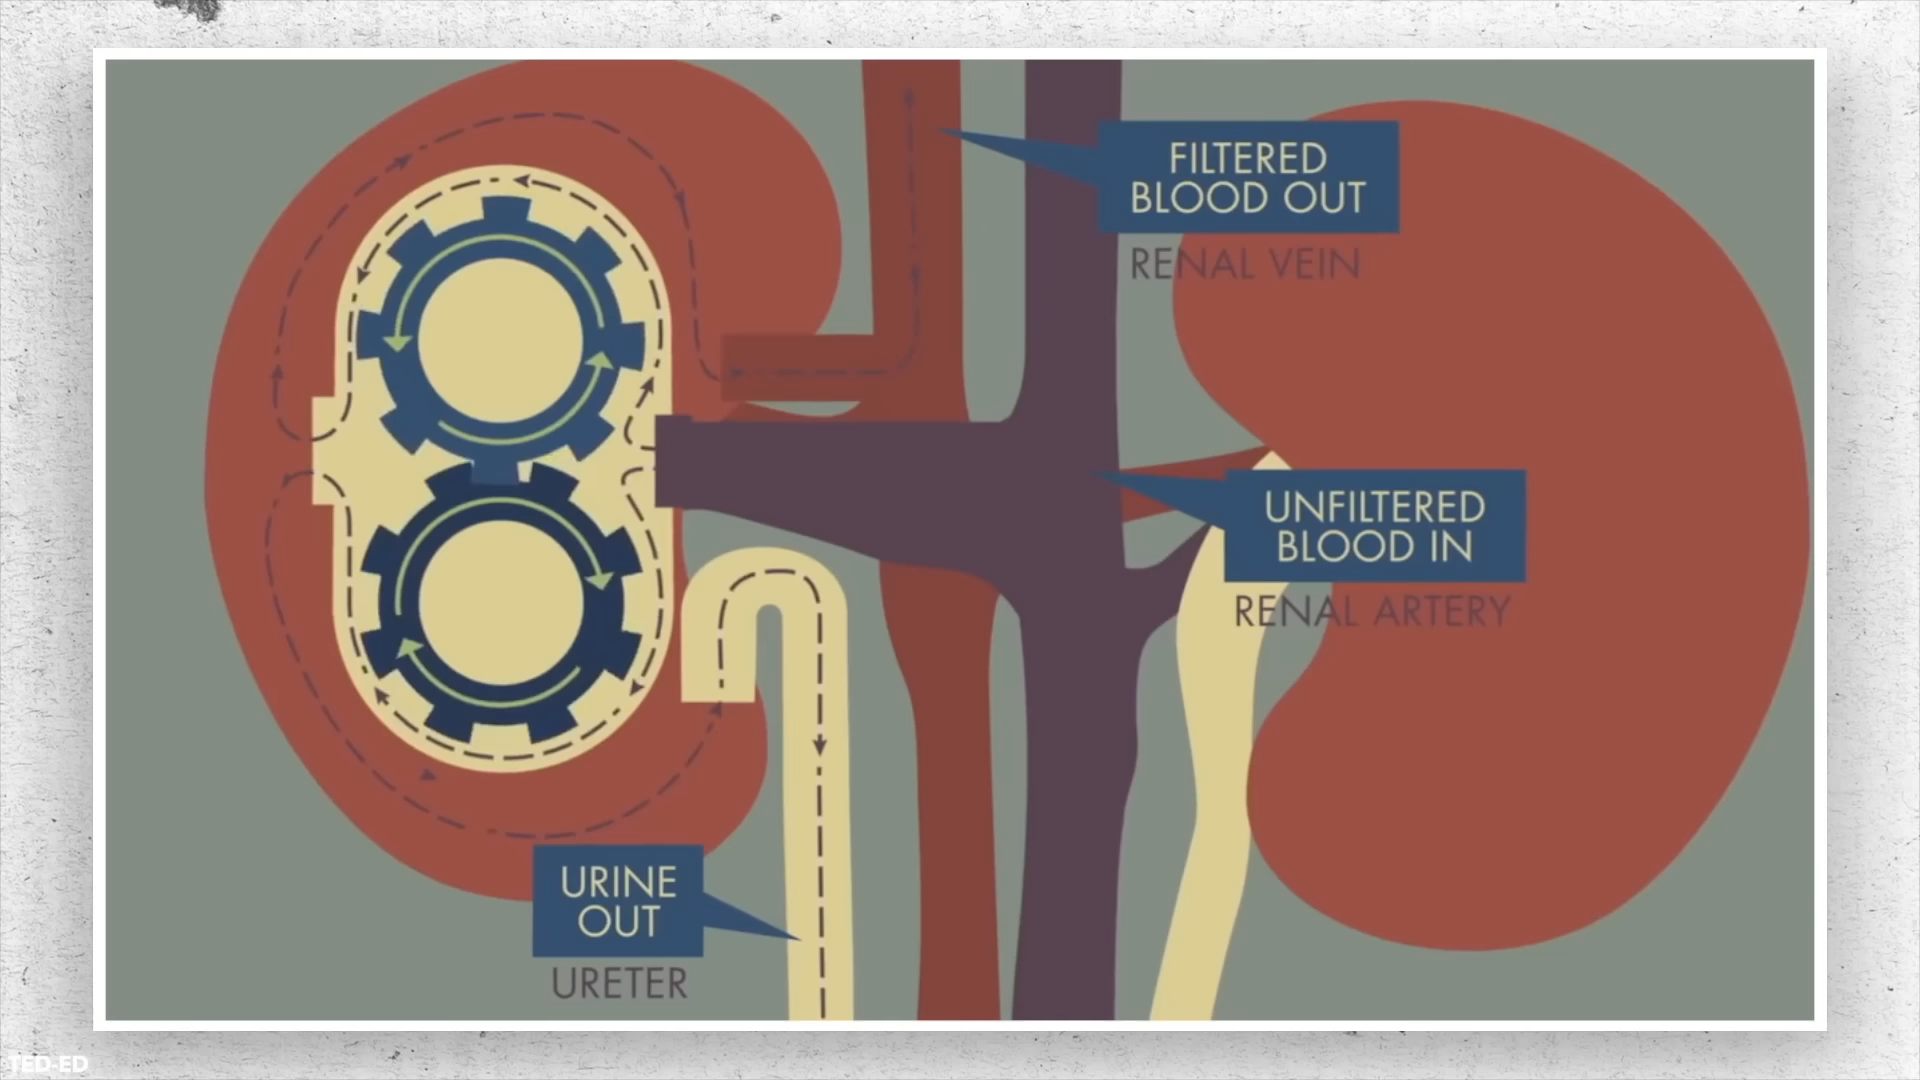 FILTERED
BLOOD OUT
RENAL VEIN
UNFILTERED
BLOOD IN
RENAL ARTERY
URINE
OUT
URETER
TED-ED